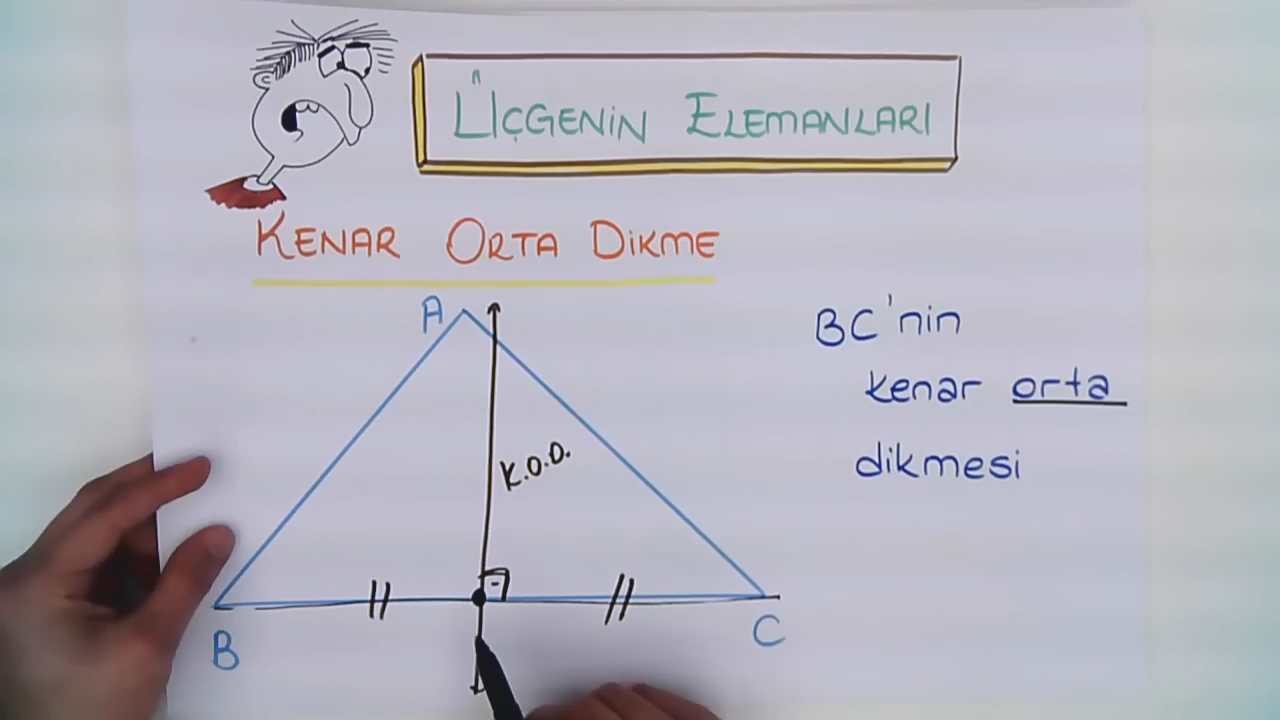 ÜÇGENİN ELEMANLARI
KENAR ORTA DİKME
A
BC'nin
kenar orta
dikmesi
K.O.D.
B
C